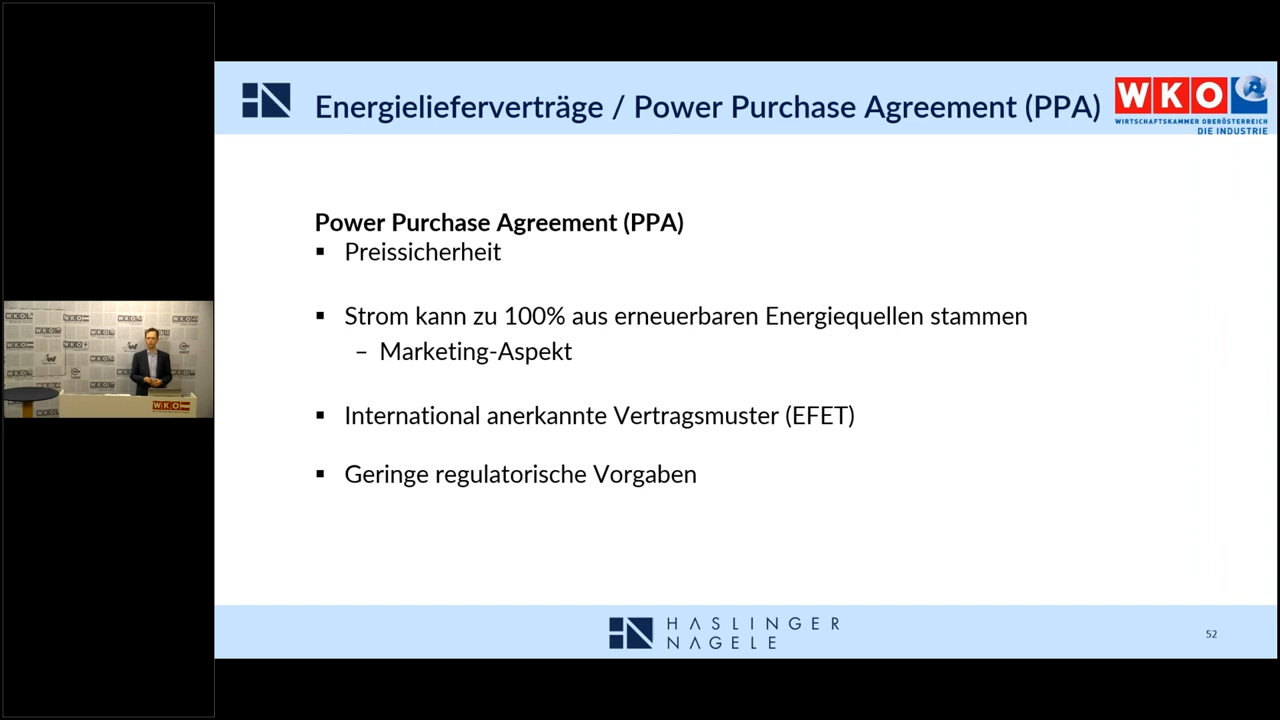 Energielieferverträge / Power Purchase Agreement (PPA)
WKO
WIRTSCHAFTSKAMMER OBERÖSTERREICH
DIE INDUSTRIE
Power Purchase Agreement (PPA)
▪ Preissicherheit
▪ Strom kann zu 100% aus erneuerbaren Energiequellen stammen
– Marketing-Aspekt
▪ International anerkannte Vertragsmuster (EFET)
▪ Geringe regulatorische Vorgaben
WKO
HASLINGER
NAGELE
52